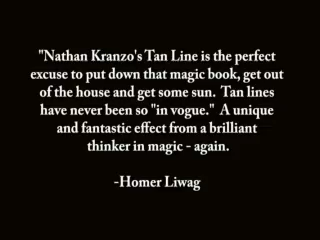 "Nathan Kranzo's Tan Line is the perfect
excuse to put down that magic book, get out
of the house and get some sun.  Tan lines
have never been so "in vogue."  A unique
and fantastic effect from a brilliant
thinker in magic - again.
-Homer Liwag